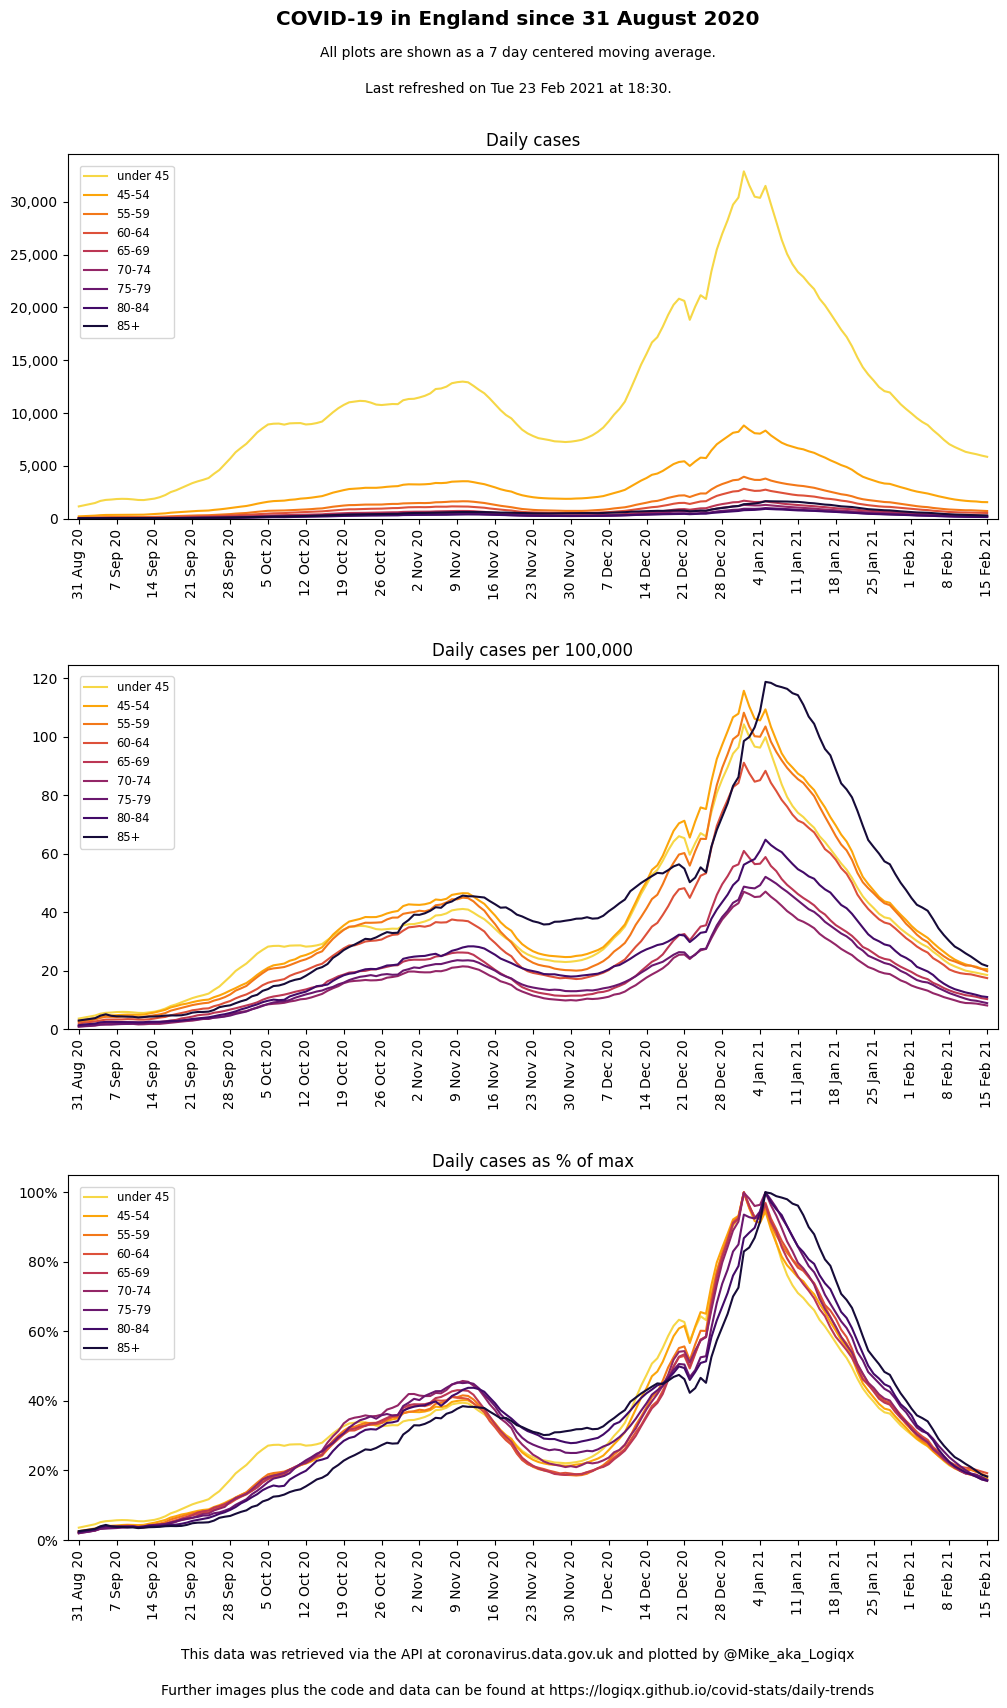 COVID-19 in England since 31 August 2020
All plots are shown as a 7 day centered moving average.
Last refreshed on Tue 23 Feb 2021 at 18:30.
Daily cases
under 45
45-54
55-59
60-64
65-69
70-74
75-79
80-84
85+
30,000
25,000
20,000
15,000
10,000
5,000
0
31 Aug 20
7 Sep 20
14 Sep 20
21 Sep 20
28 Sep 20
5 Oct 20
12 Oct 20
19 Oct 20
26 Oct 20
2 Nov 20
9 Nov 20
16 Nov 20
23 Nov 20
30 Nov 20
7 Dec 20
14 Dec 20
21 Dec 20
28 Dec 20
4 Jan 21
11 Jan 21
18 Jan 21
25 Jan 21
1 Feb 21
8 Feb 21
15 Feb 21
Daily cases per 100,000
under 45
45-54
55-59
60-64
65-69
70-74
75-79
80-84
85+
120
100
80
60
40
20
0
31 Aug 20
7 Sep 20
14 Sep 20
21 Sep 20
28 Sep 20
5 Oct 20
12 Oct 20
19 Oct 20
26 Oct 20
2 Nov 20
9 Nov 20
16 Nov 20
23 Nov 20
30 Nov 20
7 Dec 20
14 Dec 20
21 Dec 20
28 Dec 20
4 Jan 21
11 Jan 21
18 Jan 21
25 Jan 21
1 Feb 21
8 Feb 21
15 Feb 21
Daily cases as % of max
under 45
45-54
55-59
60-64
65-69
70-74
75-79
80-84
85+
100%
80%
60%
40%
20%
0%
31 Aug 20
7 Sep 20
14 Sep 20
21 Sep 20
28 Sep 20
5 Oct 20
12 Oct 20
19 Oct 20
26 Oct 20
2 Nov 20
9 Nov 20
16 Nov 20
23 Nov 20
30 Nov 20
7 Dec 20
14 Dec 20
21 Dec 20
28 Dec 20
4 Jan 21
11 Jan 21
18 Jan 21
25 Jan 21
1 Feb 21
8 Feb 21
15 Feb 21
This data was retrieved via the API at coronavirus.data.gov.uk and plotted by @Mike_aka_Logiqx
Further images plus the code and data can be found at https://logiqx.github.io/covid-stats/daily-trends